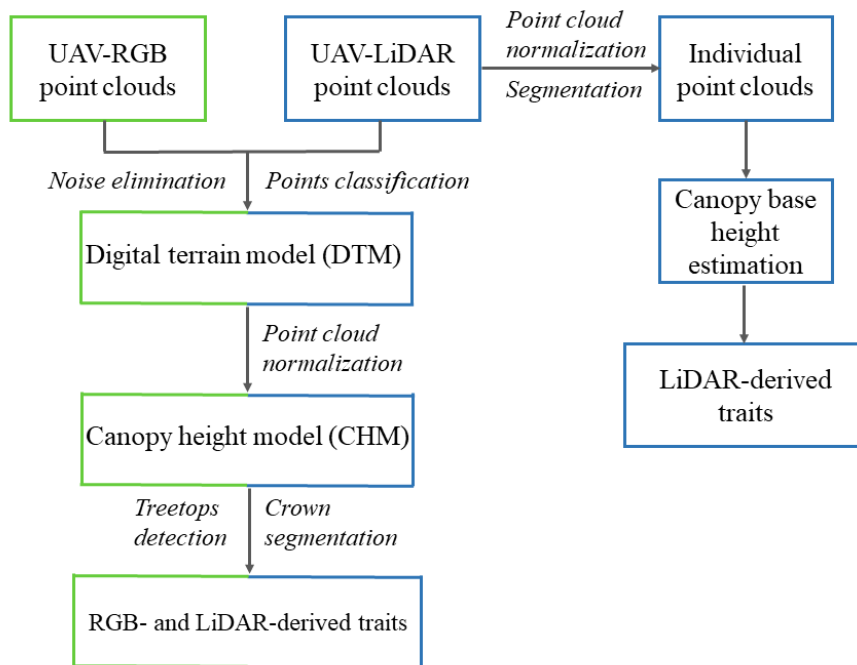 UAV-RGB
point clouds
UAV-LiDAR
point clouds
Point cloud
normalization
Segmentation
Individual
point clouds
Noise elimination
Points classification
Canopy base
height
estimation
Digital terrain model (DTM)
Point cloud
normalization
LiDAR-derived
traits
Canopy height model (CHM)
Treetops
detection
Crown
segmentation
RGB- and LiDAR-derived traits